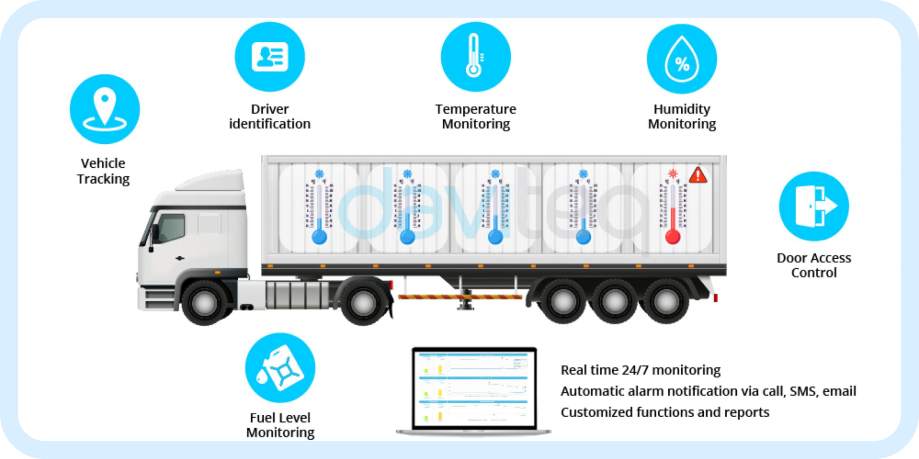 Driver
identification
Temperature
Monitoring
Humidity
Monitoring
%
Vehicle
Tracking
daviteq
Door Access
Control
Fuel Level
Monitoring
Real time 24/7 monitoring
Automatic alarm notification via call, SMS, email
Customized functions and reports